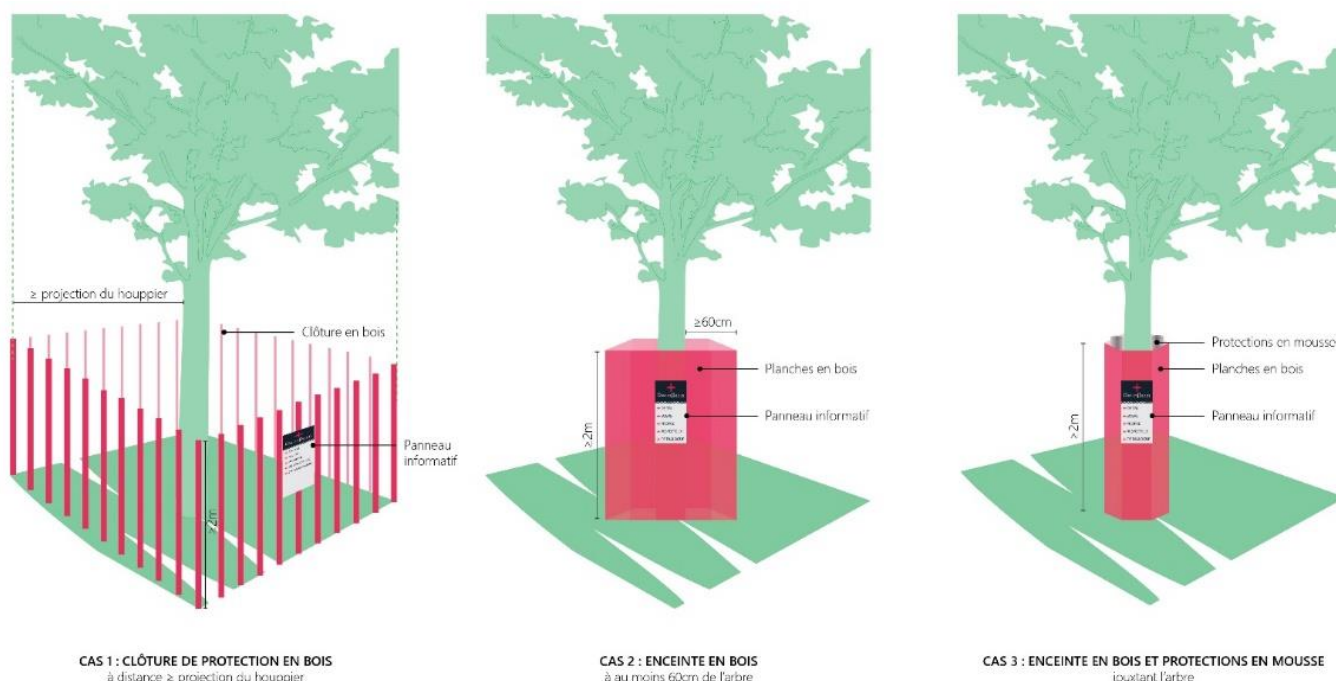 ≥ projection du houppier
Clôture en bois
Panneau
informatif
≥2m
CAS 1 : CLÔTURE DE PROTECTION EN BOIS
à distance ≥ projection du houppier
≥60cm
Planches en bois
Panneau informatif
≥2m
CAS 2 : ENCEINTE EN BOIS
à au moins 60cm de l'arbre
Protections en mousse
Planches en bois
Panneau informatif
≥2m
CAS 3 : ENCEINTE EN BOIS ET PROTECTIONS EN MOUSSE
jouxtant l'arbre